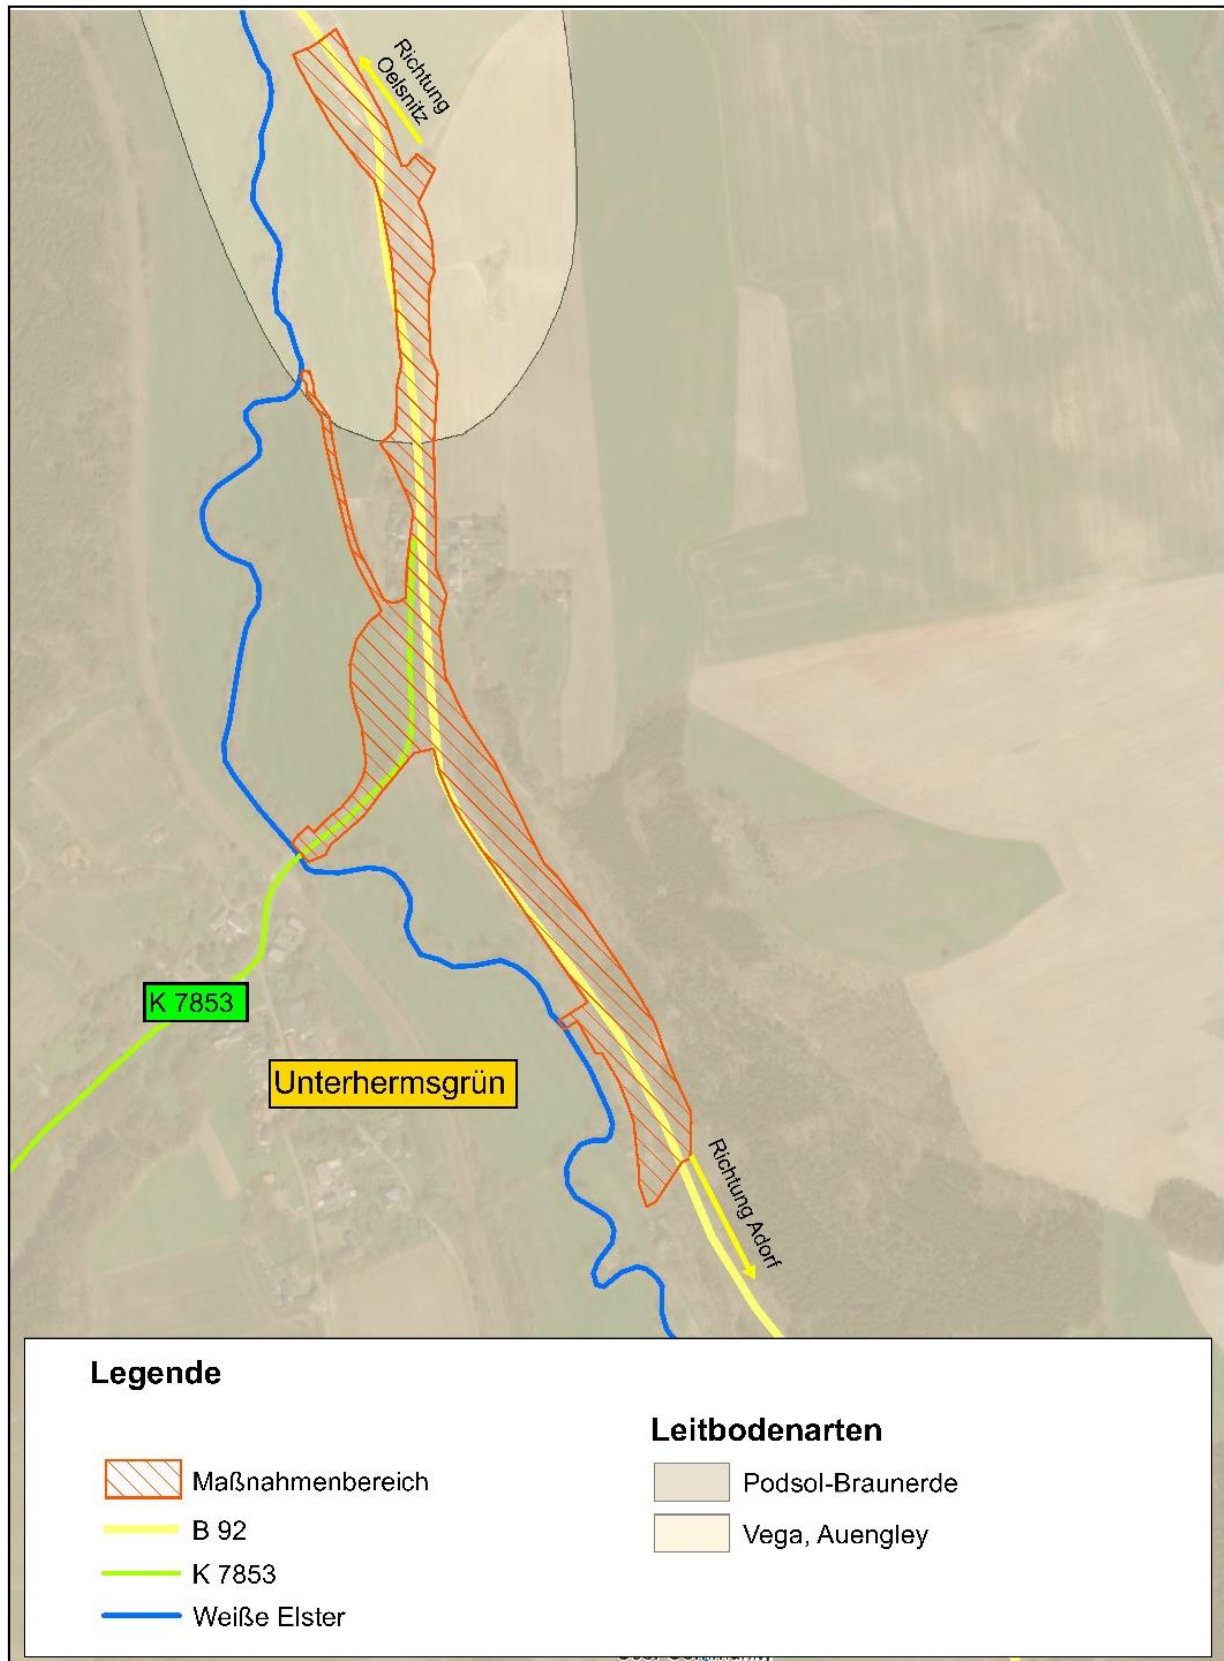 Richtung
Oelsnitz
K 7853
Unterhermsgrün
Richtung Adorf
Legende
Maßnahmenbereich
B 92
K 7853
Weiße Elster
Leitbodenarten
Podsol-Braunerde
Vega, Auengley